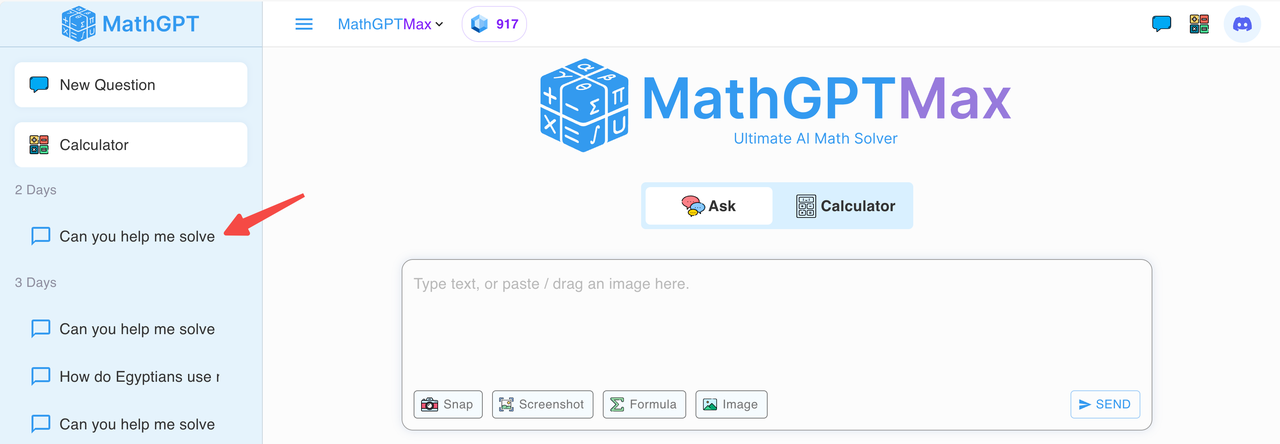 MathGPT
MathGPTMax
917
New Question
Calculator
2 Days
Can you help me solve
3 Days
Can you help me solve
How do Egyptians use
Can you help me solve
MathGPTMax
Ultimate AI Math Solver
Ask
Calculator
Type text, or paste / drag an image here.
Snap
Screenshot
Formula
Image
SEND